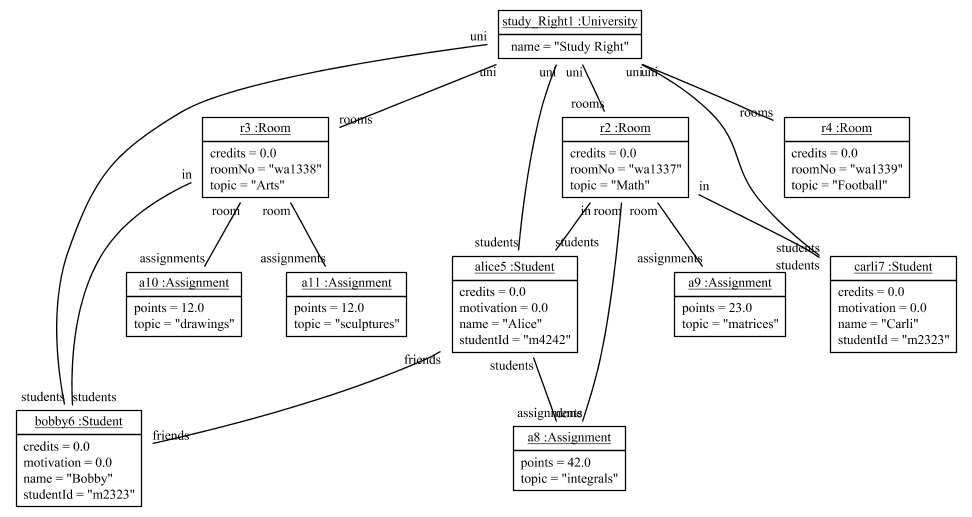 study_Right1 :University
name = "Study Right"
uni
uni
uni
uni
uni
uni
rooms
rooms
rooms
r3 :Room
credits = 0.0
roomNo = "wa1338"
topic = "Arts"
r2 :Room
credits = 0.0
roomNo = "wa1337"
topic = "Math"
r4 :Room
credits = 0.0
roomNo = "wa1339"
topic = "Football"
in
in
room
room
in
room
room
students
students
students
students
assignments
assignments
assignments
a10 :Assignment
points = 12.0
topic = "drawings"
a11 :Assignment
points = 12.0
topic = "sculptures"
alice5 :Student
credits = 0.0
motivation = 0.0
name = "Alice"
studentId = "m4242"
a9 :Assignment
points = 23.0
topic = "matrices"
carli7 :Student
credits = 0.0
motivation = 0.0
name = "Carli"
studentId = "m2323"
friends
students
students
students
assignments
friends
bobby6 :Student
credits = 0.0
motivation = 0.0
name = "Bobby"
studentId = "m2323"
a8 :Assignment
points = 42.0
topic = "integrals"